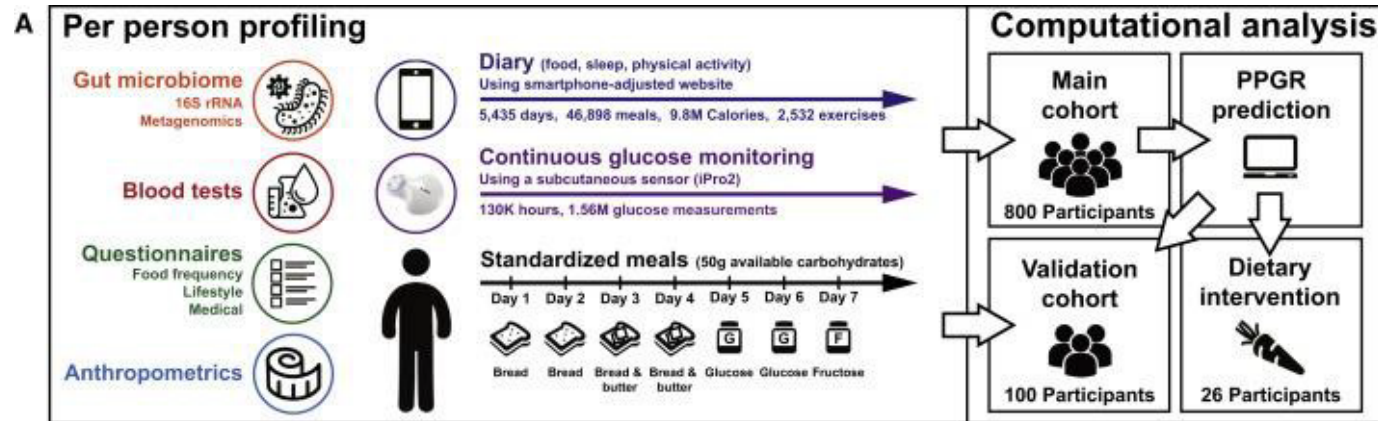 A
Per person profiling
Gut microbiome
16S rRNA
Metagenomics
Blood tests
Questionnaires
Food frequency
Lifestyle
Medical
Anthropometrics
Diary (food, sleep, physical activity)
Using smartphone-adjusted website
5,435 days, 46,898 meals, 9.8M Calories, 2,532 exercises
Continuous glucose monitoring
Using a subcutaneous sensor (iPro2)
130K hours, 1.56M glucose measurements
Standardized meals (50g available carbohydrates)
Day 1 Day 2 Day 3 Day 4 Day 5 Day 6 Day 7
G G F
Bread Bread Bread & Bread & Glucose Glucose Fructose
butter butter
Computational analysis
Main
cohort
800 Participants
PPGR
prediction
Validation
cohort
100 Participants
Dietary
intervention
26 Participants